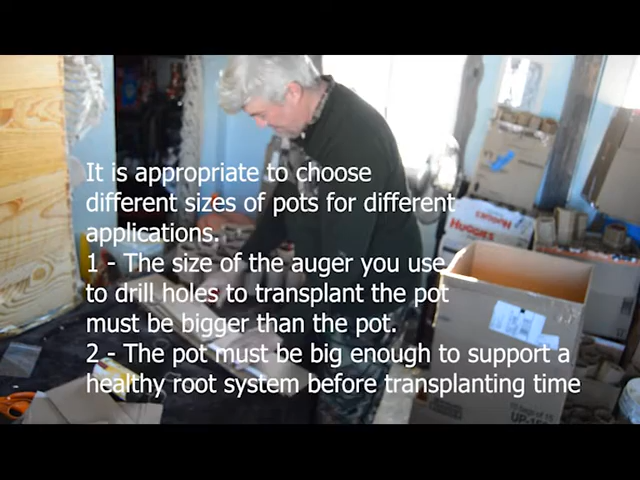 It is appropriate to choose
different sizes of pots for different
applications.
1 - The size of the auger you use
to drill holes to transplant the pot
must be bigger than the pot.
2 - The pot must be big enough to support a
healthy root system before transplanting time
HUGGIES